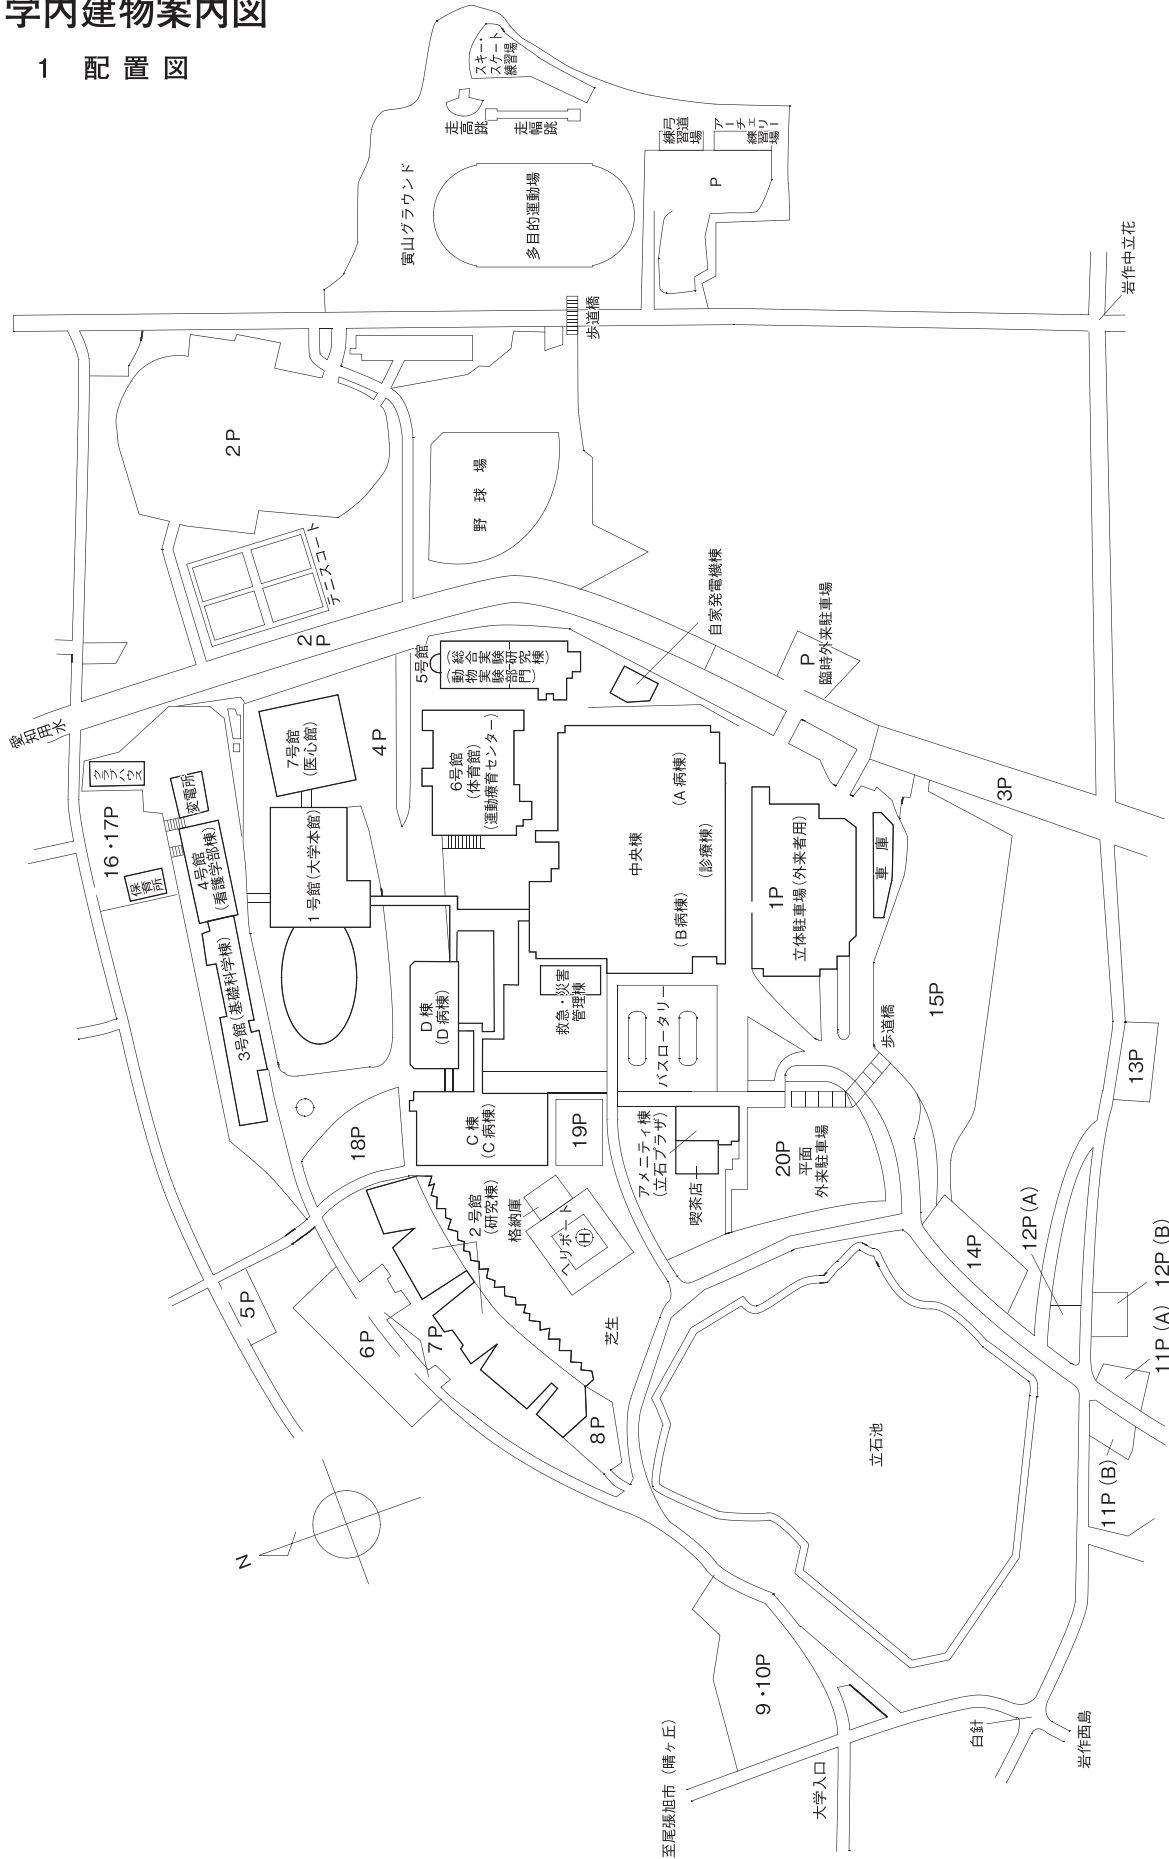 学内建物案内図
1 配置図
スキー・
スケート
練習場
走高跳
走幅跳
弓道
練習場
アーチェリー
練習場
P
寅山グラウンド
多目的運動場
岩作中立花
歩道橋
2P
野球場
テニスコート
2P
自家発電機棟
P
臨時外来駐車場
5号館
(総合実験研究棟)
(動物実験部門)
愛知用水
クラブハウス
変電所
7号館
(医心館)
4P
6号館
(体育館)
(運動療育センター)
3P
16・17P
保育所
4号館
(看護学部棟)
1号館(大学本館)
中央棟
(A病棟)
(診療棟)
(B病棟)
1P
立体駐車場(外来者用)
車庫
3号館(基礎科学棟)
D棟
(D病棟)
救急・災害
管理棟
バスロータリー
歩道橋
15P
13P
18P
C棟
(C病棟)
19P
アメニティ棟
(立石プラザ)
喫茶店
20P
平面
外来駐車場
2号館
(研究棟)
格納庫
ヘリポート
H
14P
12P(A)
12P(B)
5P
6P
7P
芝生
8P
立石池
11P(A)
11P(B)
N
9・10P
至尾張旭市(晴ヶ丘)
大学入口
白針
岩作西島